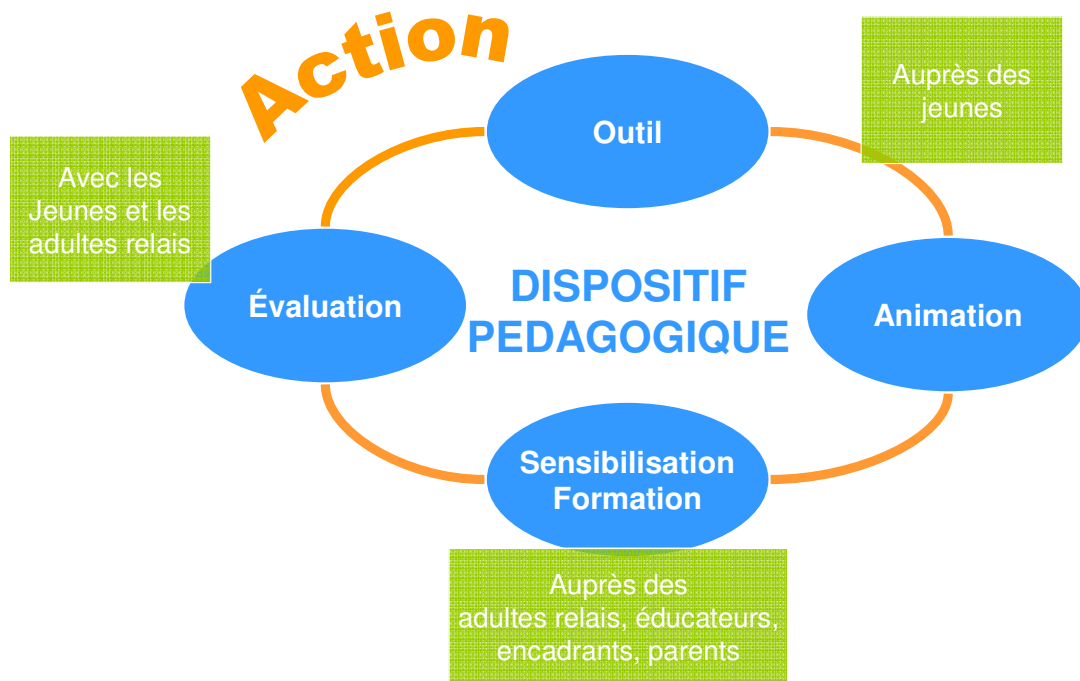 Action
Outil
Auprès des
jeunes
Avec les
Jeunes et les
adultes relais
Évaluation
DISPOSITIF
PEDAGOGIQUE
Animation
Sensibilisation
Formation
Auprès des
adultes relais, éducateurs,
encadrants, parents